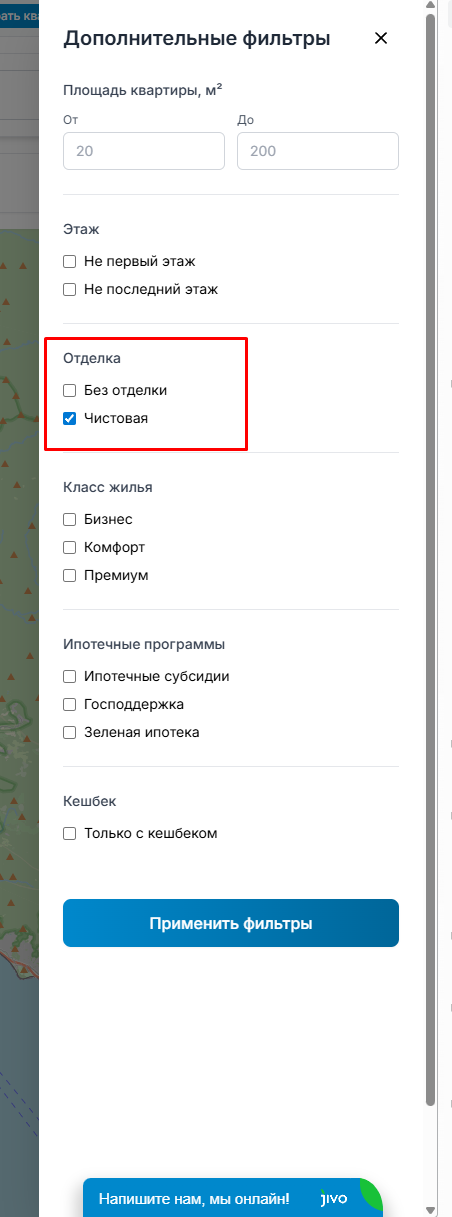 ать ква
Дополнительные фильтры
Площадь квартиры, м²
От До
20 200
Этаж
Не первый этаж
Не последний этаж
Отделка
Без отделки
Чистовая
Класс жилья
Бизнес
Комфорт
Премиум
Ипотечные программы
Ипотечные субсидии
Господдержка
Зеленая ипотека
Кешбек
Только с кешбеком
Применить фильтры
Напишите нам, мы онлайн! jivo